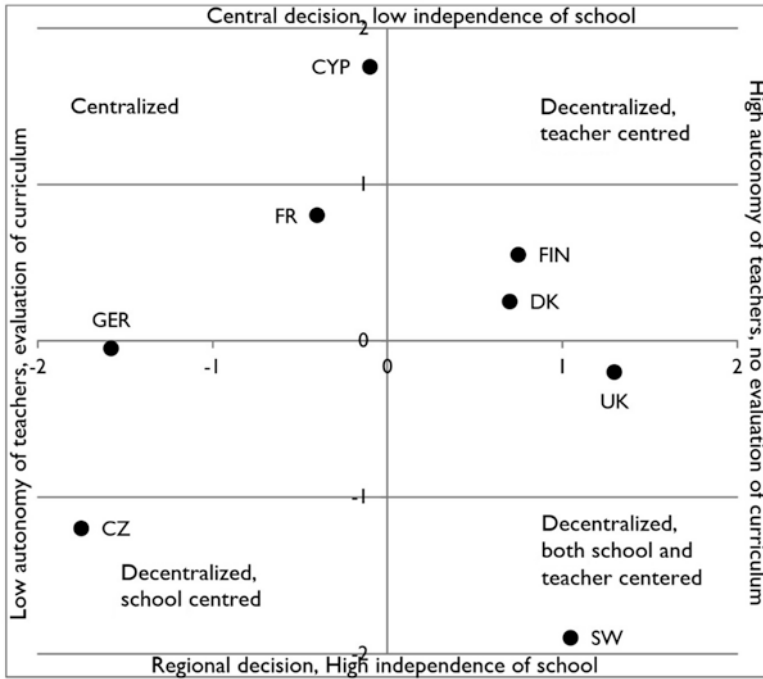 Central decision, low independence of school
2
CYP
Centralized
Decentralized,
teacher centred
Low autonomy of teachers, evaluation of curriculum
High autonomy of teachers, no evaluation of curriculum
1
FR
FIN
DK
GER
0
-2
-1
0
1
2
UK
-1
CZ
Decentralized,
school centred
Decentralized,
both school and
teacher centered
SW
-2
Regional decision, High independence of school